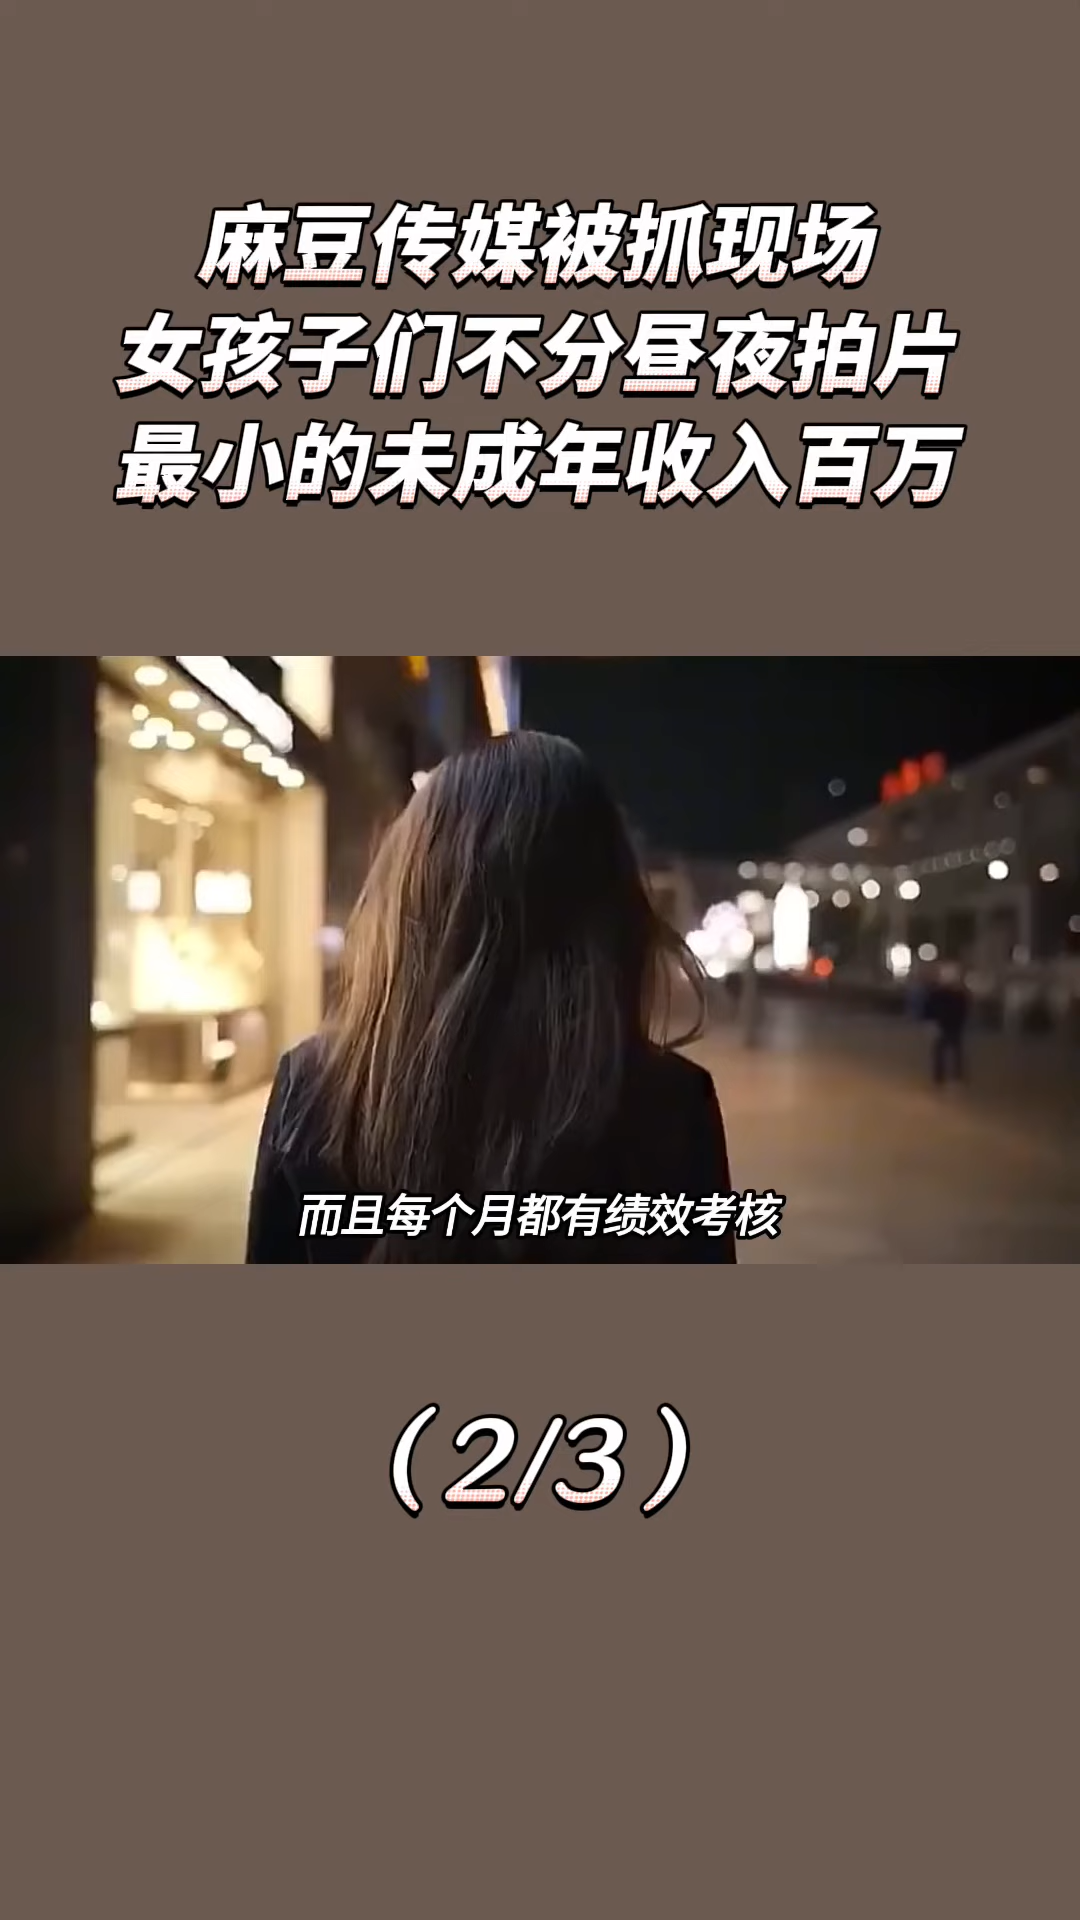 麻豆传媒被抓现场
女孩子们不分昼夜拍片
最小的未成年收入百万
而且每个月都有绩效考核
（2/3）